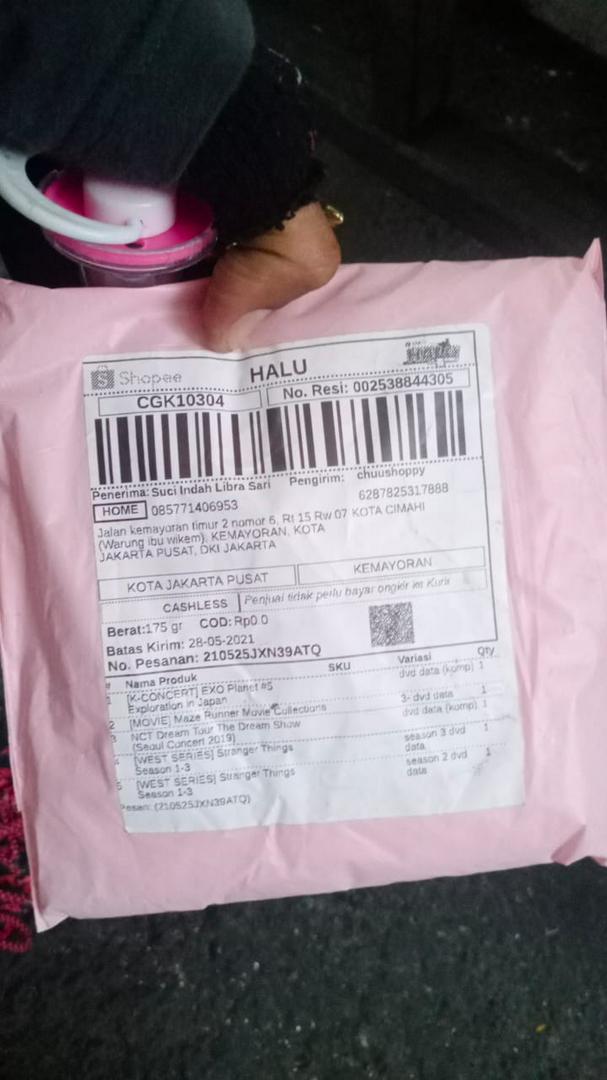 Shopee
HALU
CGK10304
No. Resi: 002538844305
Penerima: Suci Indah Libra Sari
Pengirim: chuushoppy
HOME 085771406953
6287825317888
KOTA CIMAHI
Jalan kemayoran timur 2 nomor 6, Rt 15 Rw 07
(Warung ibu wikem), KEMAYORAN, KOTA
JAKARTA PUSAT, DKI JAKARTA
KOTA JAKARTA PUSAT
KEMAYORAN
CASHLESS
Penjual tidak perlu bayar ongkir ke Kurir
Berat:175 gr COD: Rp0.0
Batas Kirim: 28-05-2021
No. Pesanan: 210525JXN39ATQ
# Nama Produk SKU Variasi Qty
1 [K-CONCERT] EXO Planet #5 dvd data (komp) 1
Exploration in Japan
2 [MOVIE] Maze Runner Movie Collections 3- dvd data 1
3 NCT Dream Tour The Dream Show dvd data (komp) 1
(Seoul Concert 2019)
4 [WEST SERIES] Stranger Things season 3 dvd 1
Season 1-3 data
5 [WEST SERIES] Stranger Things season 2 dvd 1
Season 1-3 data
Pesan: (210525JXN39ATQ)